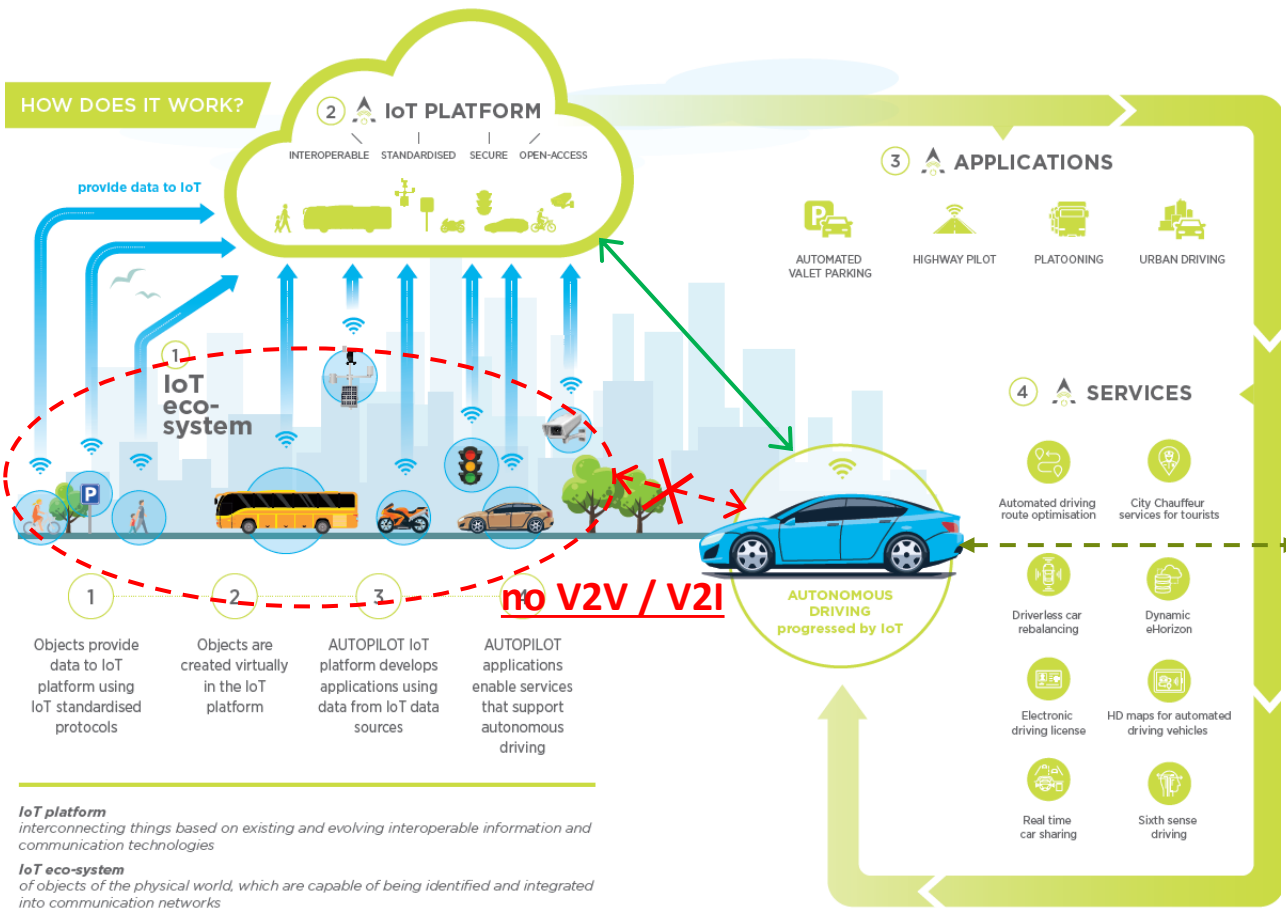 HOW DOES IT WORK?
2 IoT PLATFORM
INTEROPERABLE STANDARDISED SECURE OPEN-ACCESS
provide data to IoT
3 APPLICATIONS
P
AUTOMATED
VALET PARKING
HIGHWAY PILOT
PLATOONING
URBAN DRIVING
1
IoT
eco-
system
P
4 SERVICES
Automated driving
route optimisation
City Chauffeur
services for tourists
Driverless car
rebalancing
Dynamic
eHorizon
Electronic
driving license
HD maps for automated
driving vehicles
Real time
car sharing
Sixth sense
driving
no V2V / V2I
AUTONOMOUS
DRIVING
progressed by IoT
1
Objects provide
data to IoT
platform using
IoT standardised
protocols
2
Objects are
created virtually
in the IoT
platform
3
AUTOPILOT IoT
platform develops
applications using
data from IoT data
sources
4
AUTOPILOT
applications
enable services
that support
autonomous
driving
IoT platform
interconnecting things based on existing and evolving interoperable information and
communication technologies
IoT eco-system
of objects of the physical world, which are capable of being identified and integrated
into communication networks